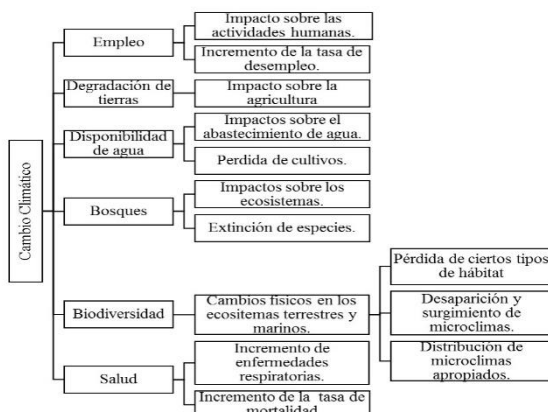 Cambio Climático
Empleo
Impacto sobre las
actividades humanas.
Incremento de la tasa de
desempleo.
Degradación de
tierras
Impacto sobre la
agricultura
Disponibilidad
de agua
Impactos sobre el
abastecimiento de agua.
Perdida de cultivos.
Bosques
Impactos sobre los
ecosistemas.
Extinción de especies.
Biodiversidad
Cambios físicos en los
ecositemas terrestres y
marinos.
Pérdida de ciertos tipos
de hábitat
Desaparición y
surgimiento de
microclimas.
Distribución de
microclimas
apropiados.
Salud
Incremento de
enfermedades
respiratorias.
Incremento de la tasa de
mortalidad